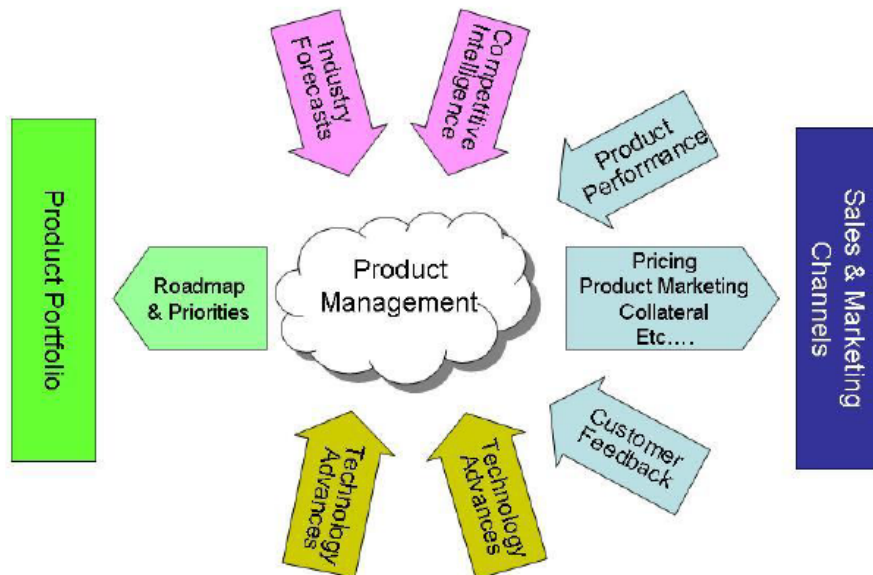 Industry
Forecasts
Competitive
Intelligence
Product
Performance
Product Portfolio
Roadmap
& Priorities
Product
Management
Pricing
Product Marketing
Collateral
Etc....
Sales & Marketing
Channels
Technology
Advances
Technology
Advances
Customer
Feedback